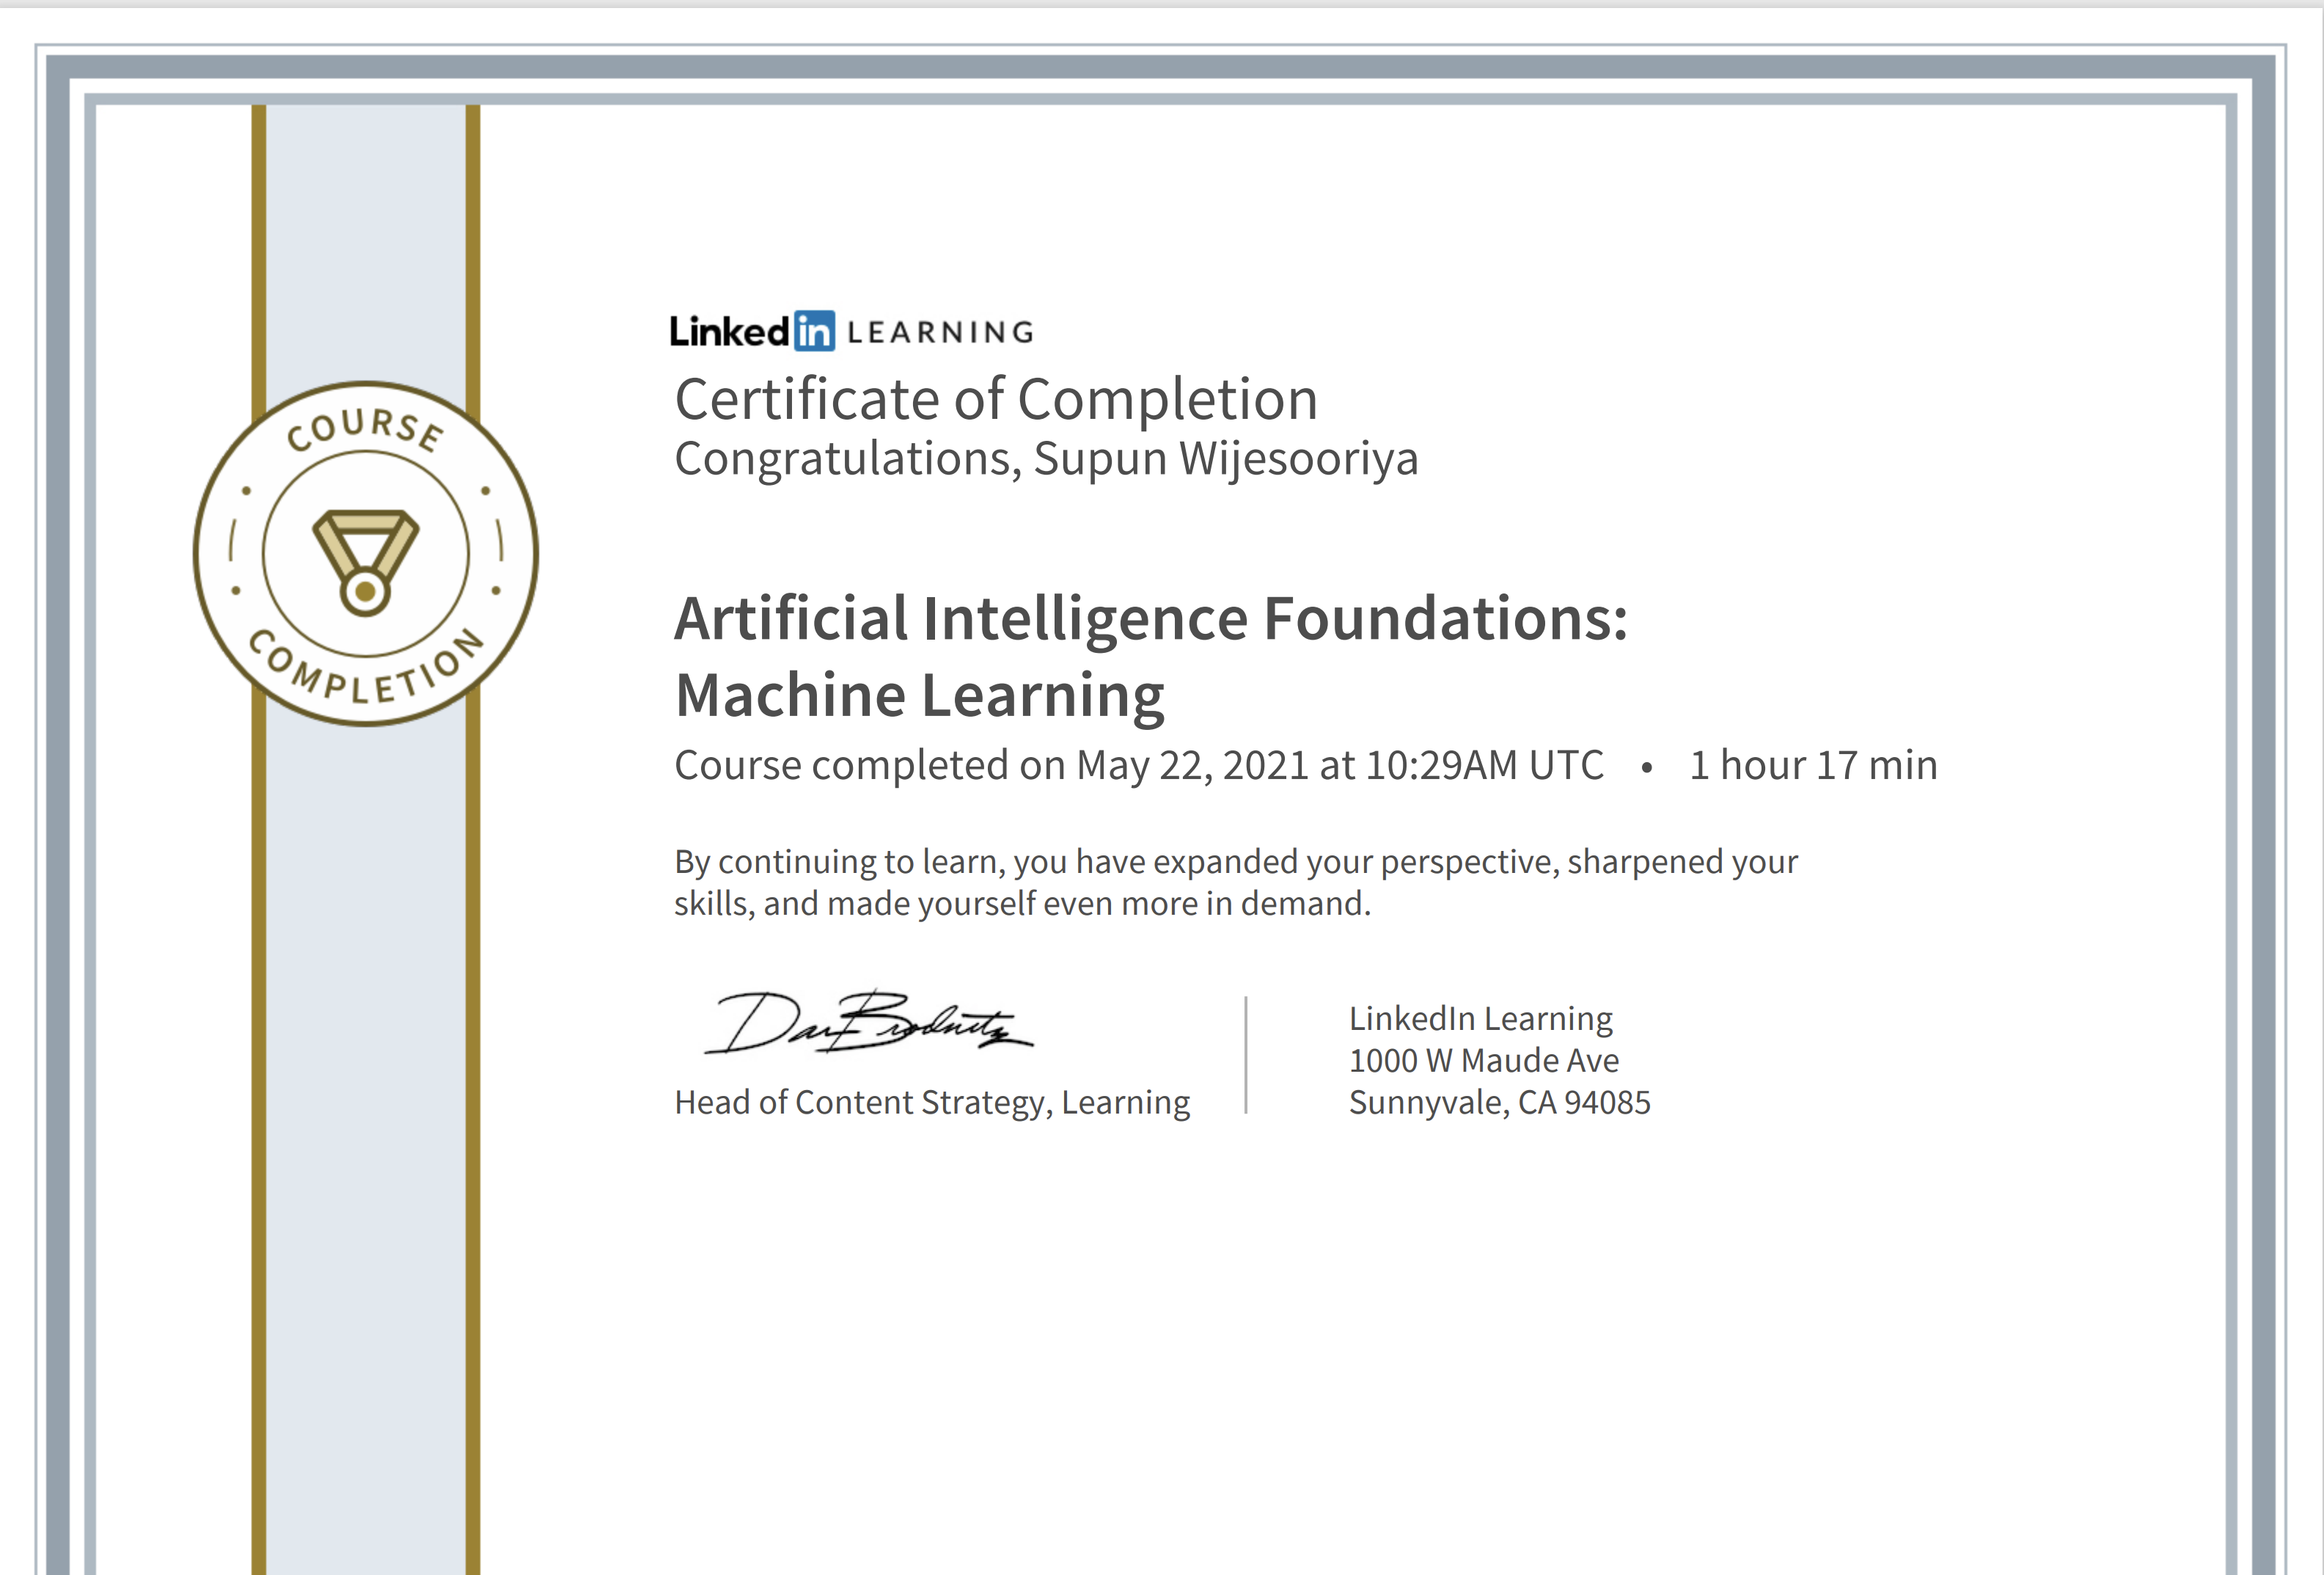 COURSE
COMPLETION
Linkedin LEARNING
Certificate of Completion
Congratulations, Supun Wijesooriya
Artificial Intelligence Foundations:
Machine Learning
Course completed on May 22, 2021 at 10:29AM UTC • 1 hour 17 min
By continuing to learn, you have expanded your perspective, sharpened your
skills, and made yourself even more in demand.
Dan Brodnitz
Head of Content Strategy, Learning
LinkedIn Learning
1000 W Maude Ave
Sunnyvale, CA 94085